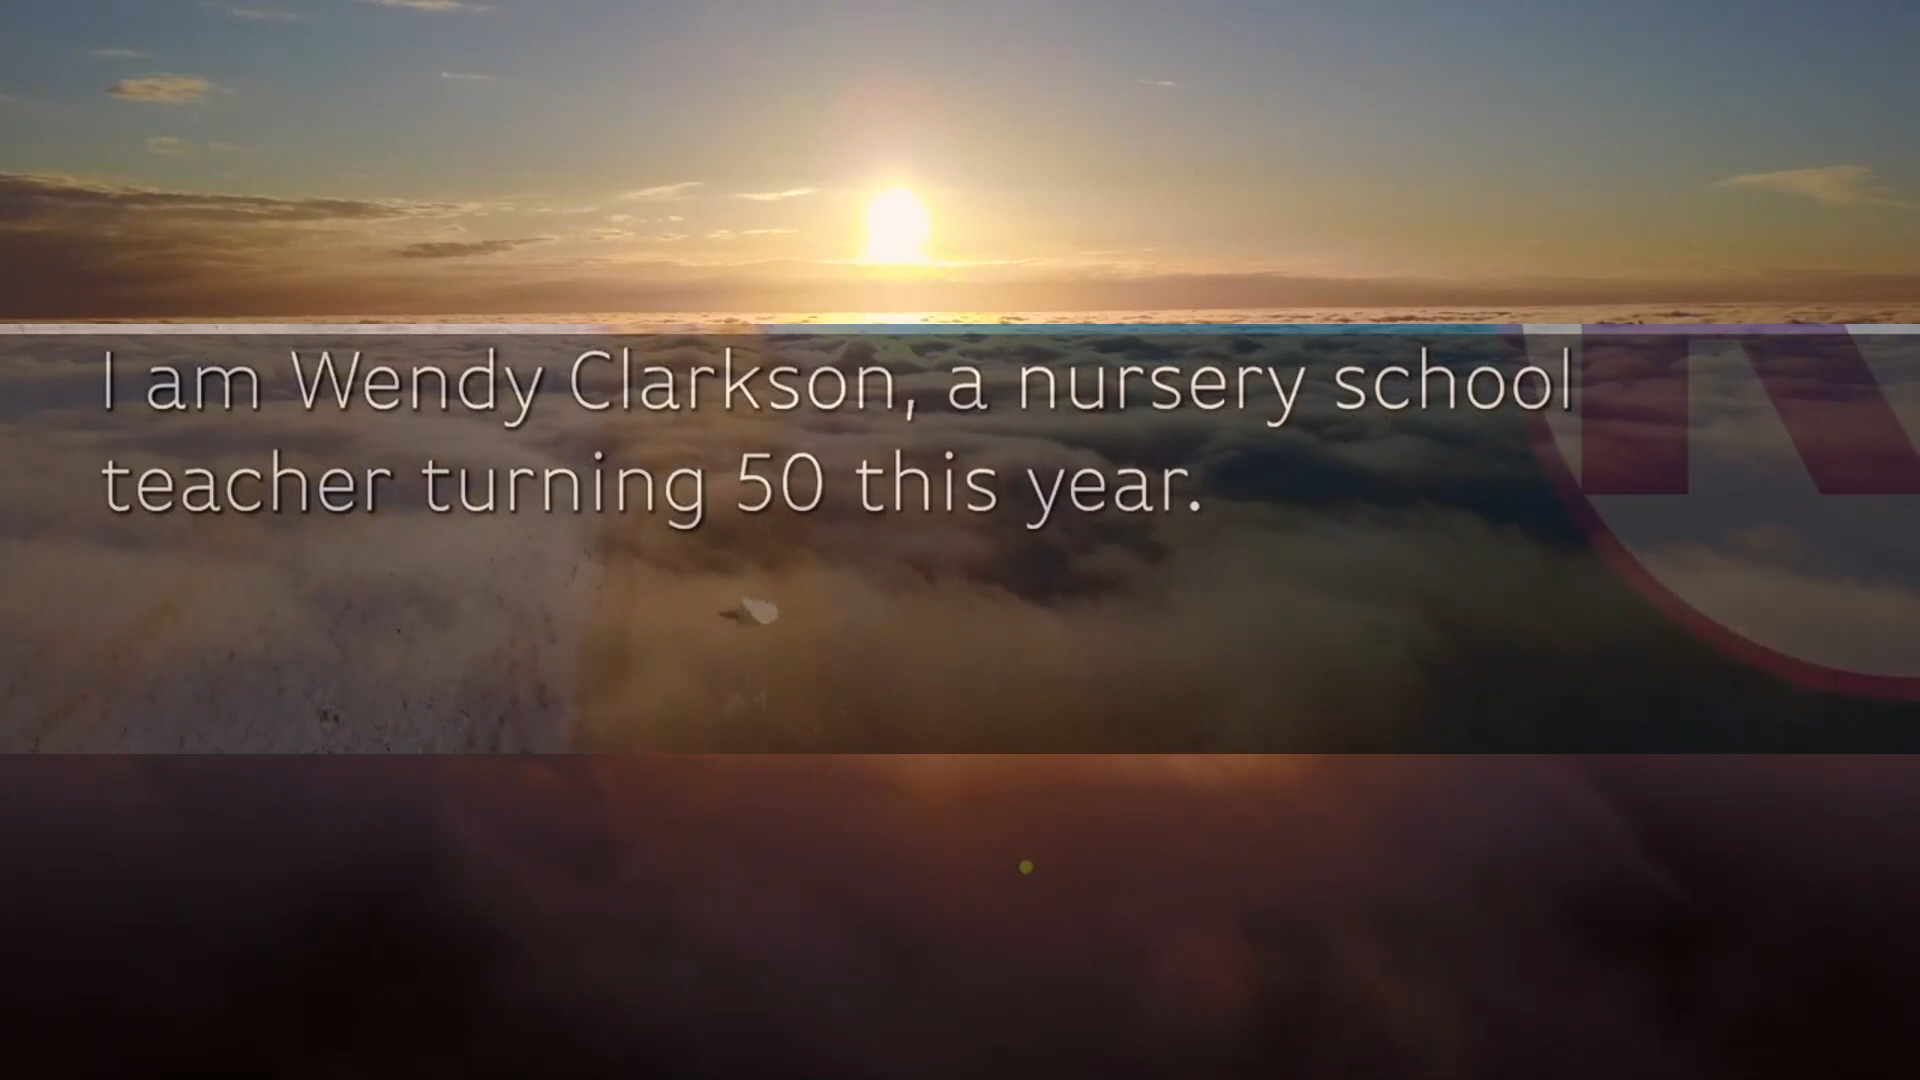 I am Wendy Clarkson, a nursery school
teacher turning 50 this year.